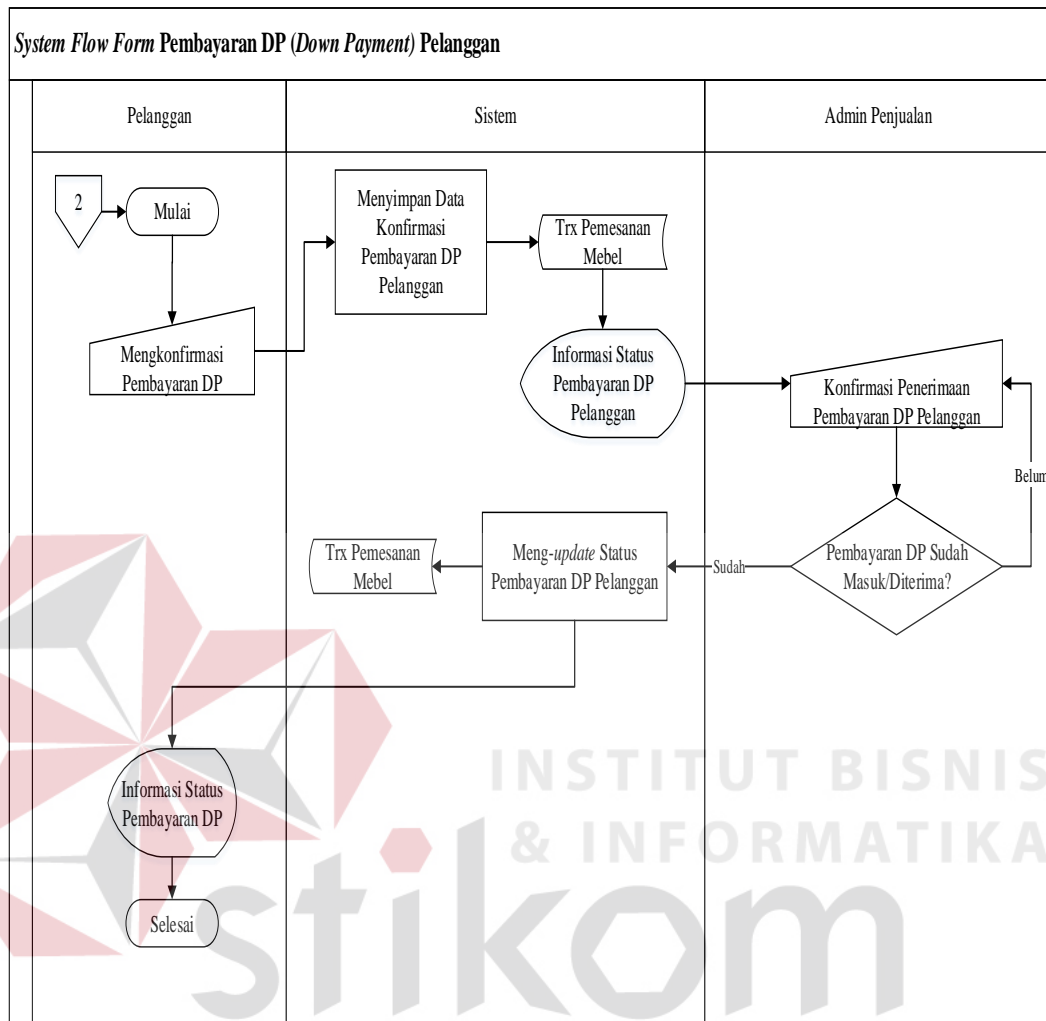 System Flow Form Pembayaran DP (Down Payment) Pelanggan
Pelanggan
Sistem
Admin Penjualan
2
Mulai
Menyimpan Data
Konfirmasi
Pembayaran DP
Pelanggan
Trx Pemesanan
Mebel
Mengkonfirmasi
Pembayaran DP
Informasi Status
Pembayaran DP
Pelanggan
Konfirmasi Penerimaan
Pembayaran DP Pelanggan
Belum
Pembayaran DP Sudah
Masuk/Diterima?
Sudah
Meng-update Status
Pembayaran DP Pelanggan
Trx Pemesanan
Mebel
Informasi Status
Pembayaran DP
Selesai
INSTITUT BISNIS
& INFORMATIKA
stikom